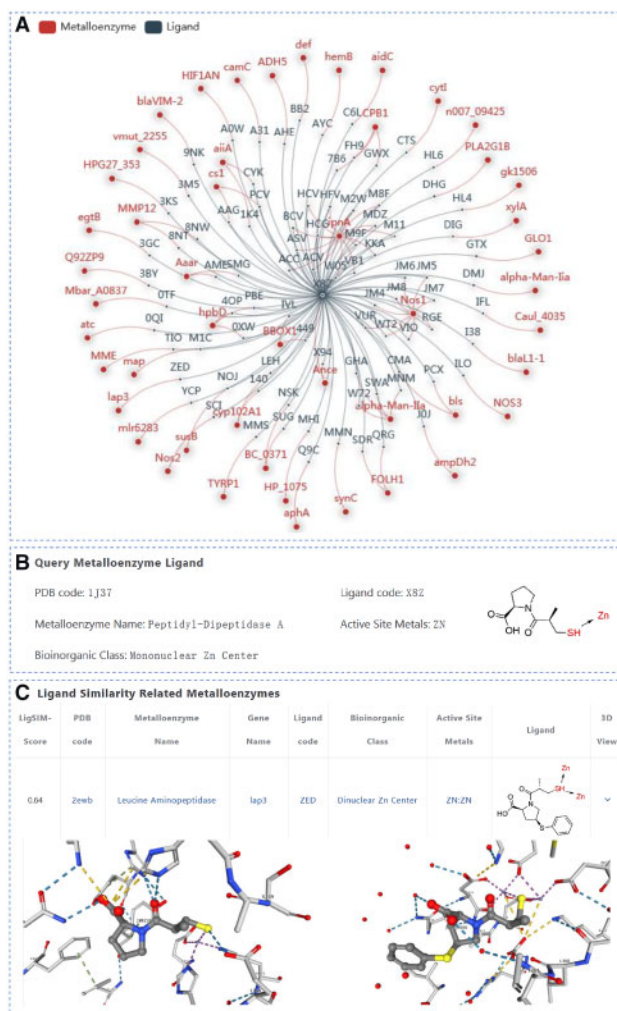 A
Metalloenzyme Ligand
def
hemB
ADH5
aidC
camC
HIF1AN
CPB1
cytI
BB2
C6L
blaVIM-2
n007_09425
AYC
A0W
A31
AHE
FH9
CTS
vmut_2255
aiiA
7B6
GWX
PLA2G1B
9NK
CYK
HL6
HPG27_353
cs1
PCV
HCV
HFV
M2W
M8F
DHG
gk1506
3M5
3KS
AAG
1K4
BCV
HCG
ipnA
MDZ
HL4
xylA
MMP12
8NW
ASV
M9F
M11
egtB
8NT
KKA
DIG
3GC
Aaar
AME
SMG
ACC
ACV
W05
VB1
GTX
GLO1
Q92ZP9
3BY
4OP
PBE
JM6
JM5
DMJ
alpha-Man-IIa
0TF
IVL
JM4
JM8
JM7
Mbar_A0837
hpbD
Nos1
IFL
0QI
0XW
449
VUR
RGE
Caul_4035
atc
TIO
M1C
BBOX1
WT2
VIO
I38
MME
map
LEH
X94
GHA
CMA
ILO
blaL1-1
ZED
NOJ
140
Ance
SWA
MNM
PCX
lap3
YCP
NSK
W72
NOS3
mlr6283
SCJ
cyp102A1
SUG
MHI
alpha-Man-IIa
bls
J0J
susB
MMS
MMN
SDR
QRG
Nos2
BC_0371
Q9C
ampDh2
TYRP1
HP_1075
FOLH1
synC
aphA
B Query Metalloenzyme Ligand
PDB code: 1J37 Ligand code: X8Z
Metalloenzyme Name: Peptidyl-Dipeptidase A Active Site Metals: ZN
Bioinorganic Class: Mononuclear Zn Center
O OH N O SH Zn
C Ligand Similarity Related Metalloenzymes
LigSIM-Score PDB code Metalloenzyme Name Gene Name Ligand code Bioinorganic Class Active Site Metals Ligand 3D View
0.64 2ewb Leucine Aminopeptidase lap3 ZED Dinuclear Zn Center ZN:ZN
Zn
O SH Zn
HO N
O S